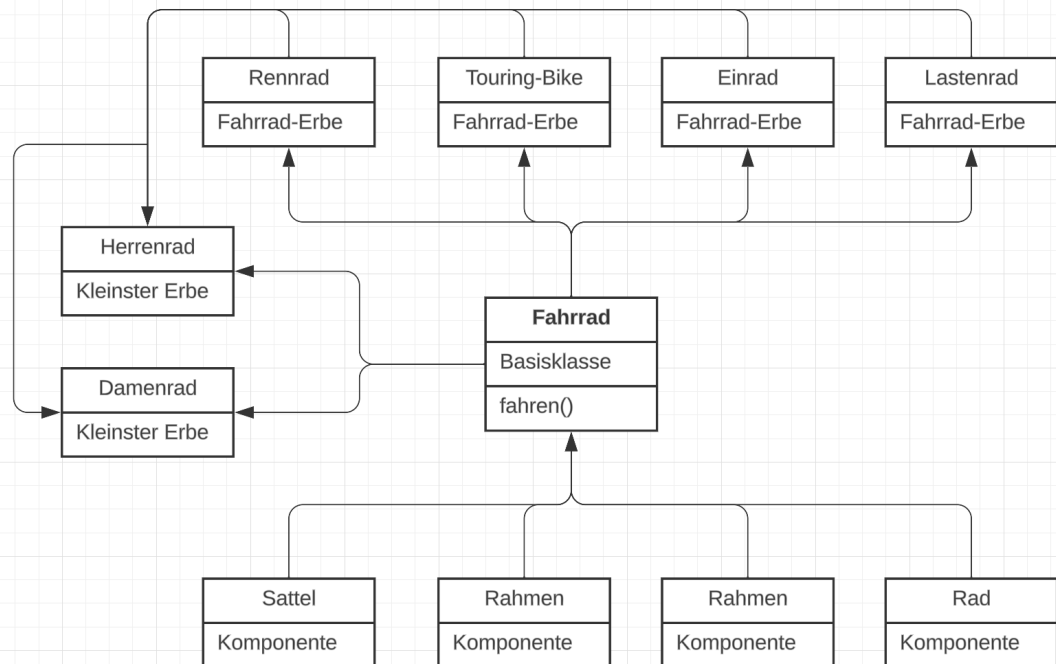 Rennrad
Fahrrad-Erbe
Touring-Bike
Fahrrad-Erbe
Einrad
Fahrrad-Erbe
Lastenrad
Fahrrad-Erbe
Herrenrad
Kleinster Erbe
Damenrad
Kleinster Erbe
Fahrrad
Basisklasse
fahren()
Sattel
Komponente
Rahmen
Komponente
Rahmen
Komponente
Rad
Komponente